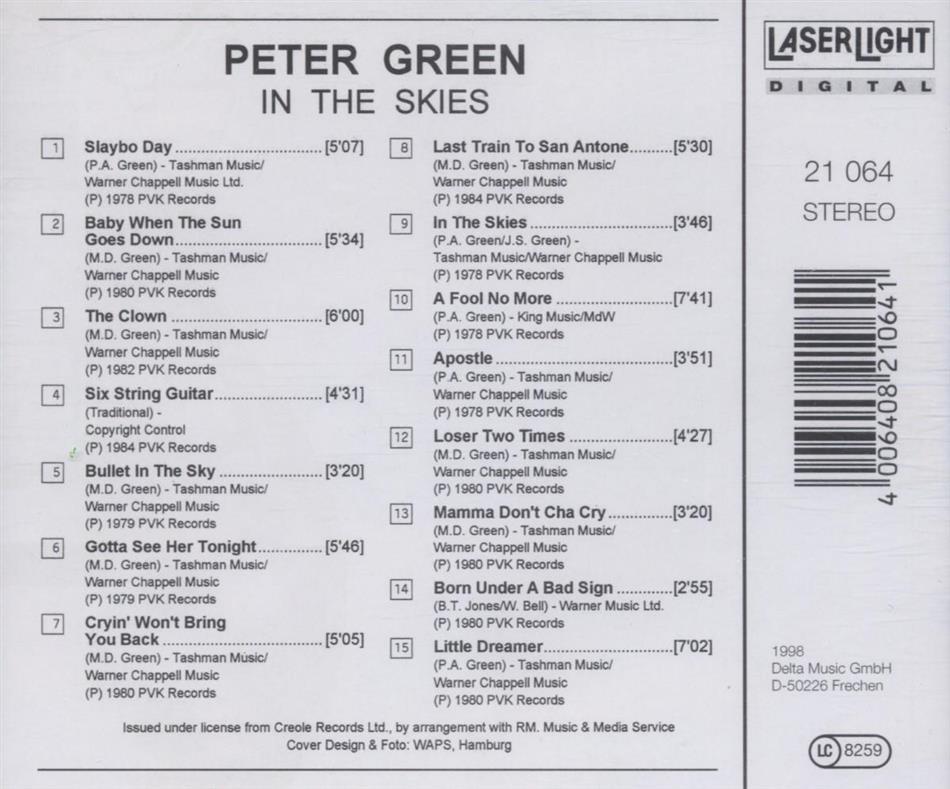 PETER GREEN
IN THE SKIES
1 Slaybo Day ................................ [5'07]
(P.A. Green) - Tashman Music/
Warner Chappell Music Ltd.
(P) 1978 PVK Records
2 Baby When The Sun
Goes Down ................................ [5'34]
(M.D. Green) - Tashman Music/
Warner Chappell Music
(P) 1980 PVK Records
3 The Clown ................................ [6'00]
(M.D. Green) - Tashman Music/
Warner Chappell Music
(P) 1982 PVK Records
4 Six String Guitar ........................ [4'31]
(Traditional) -
Copyright Control
(P) 1984 PVK Records
5 Bullet In The Sky ...................... [3'20]
(M.D. Green) - Tashman Music/
Warner Chappell Music
(P) 1979 PVK Records
6 Gotta See Her Tonight .............. [5'46]
(M.D. Green) - Tashman Music/
Warner Chappell Music
(P) 1979 PVK Records
7 Cryin' Won't Bring
You Back .................................. [5'05]
(M.D. Green) - Tashman Music/
Warner Chappell Music
(P) 1980 PVK Records
8 Last Train To San Antone ......... [5'30]
(M.D. Green) - Tashman Music/
Warner Chappell Music
(P) 1984 PVK Records
9 In The Skies .............................. [3'46]
(P.A. Green/J.S. Green) -
Tashman Music/Warner Chappell Music
(P) 1978 PVK Records
10 A Fool No More ......................... [7'41]
(P.A. Green) - King Music/MdW
(P) 1978 PVK Records
11 Apostle ...................................... [3'51]
(P.A. Green) - Tashman Music/
Warner Chappell Music
(P) 1978 PVK Records
12 Loser Two Times ...................... [4'27]
(M.D. Green) - Tashman Music/
Warner Chappell Music
(P) 1980 PVK Records
13 Mamma Don't Cha Cry .............. [3'20]
(M.D. Green) - Tashman Music/
Warner Chappell Music
(P) 1980 PVK Records
14 Born Under A Bad Sign ............ [2'55]
(B.T. Jones/W. Bell) - Warner Music Ltd.
(P) 1980 PVK Records
15 Little Dreamer ............................ [7'02]
(P.A. Green) - Tashman Music/
Warner Chappell Music
(P) 1980 PVK Records
Issued under license from Creole Records Ltd., by arrangement with RM. Music & Media Service
Cover Design & Foto: WAPS, Hamburg
LASERLIGHT
DIGITAL
21 064
STEREO
4 006408 210641
1998
Delta Music GmbH
D-50226 Frechen
LC 8259